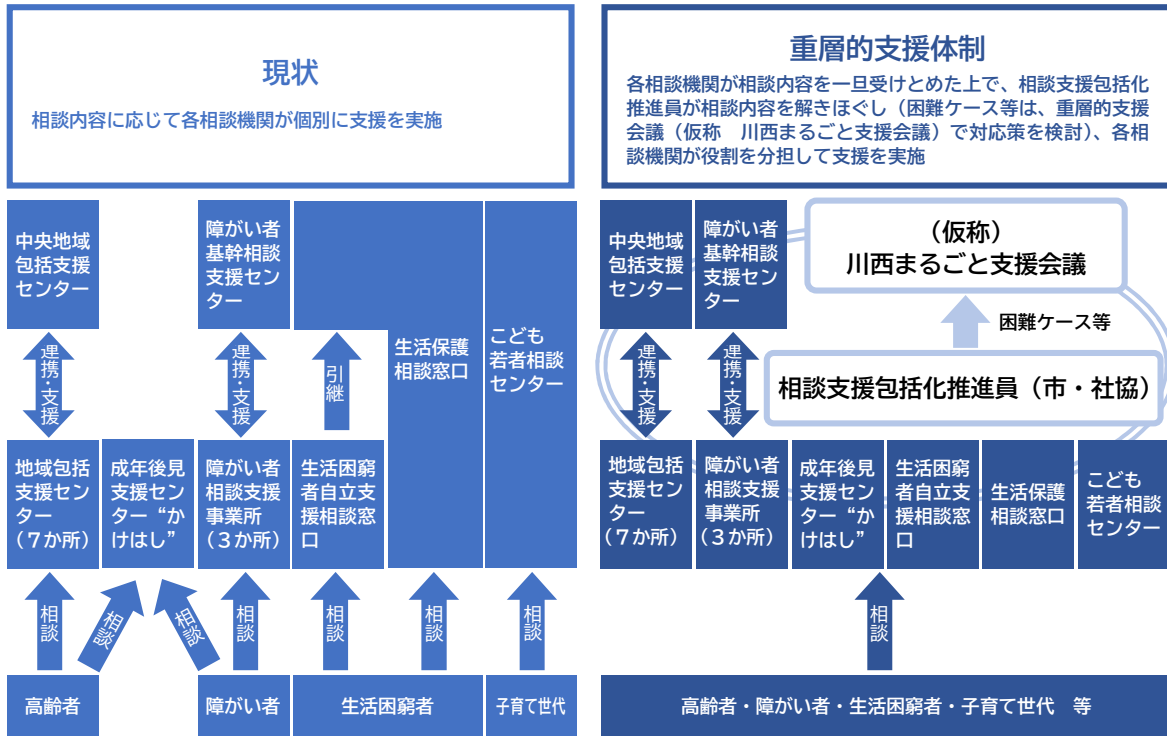 現状
相談内容に応じて各相談機関が個別に支援を実施
中央地域
包括支援
センター
障がい者
基幹相談
支援セン
ター
生活保護
相談窓口
こども
若者相談
センター
連携・支援
連携・支援
引継
地域包括
支援セン
ター
(7か所)
成年後見
支援セン
ター“か
けはし”
障がい者
相談支援
事業所
(3か所)
生活困窮
者自立支
援相談窓
口
相談
相談
相談
相談
相談
相談
相談
高齢者
障がい者
生活困窮者
子育て世代
重層的支援体制
各相談機関が相談内容を一旦受けとめた上で、相談支援包括化
推進員が相談内容を解きほぐし(困難ケース等は、重層的支援
会議(仮称 川西まるごと支援会議)で対応策を検討)、各相
談機関が役割を分担して支援を実施
中央地域
包括支援
センター
障がい者
基幹相談
支援セン
ター
(仮称)
川西まるごと支援会議
困難ケース等
連携・支援
連携・支援
相談支援包括化推進員(市・社協)
地域包括
支援セン
ター
(7か所)
障がい者
相談支援
事業所
(3か所)
成年後見
支援セン
ター“か
けはし”
生活困窮
者自立支
援相談窓
口
生活保護
相談窓口
こども
若者相談
センター
相談
高齢者・障がい者・生活困窮者・子育て世代 等